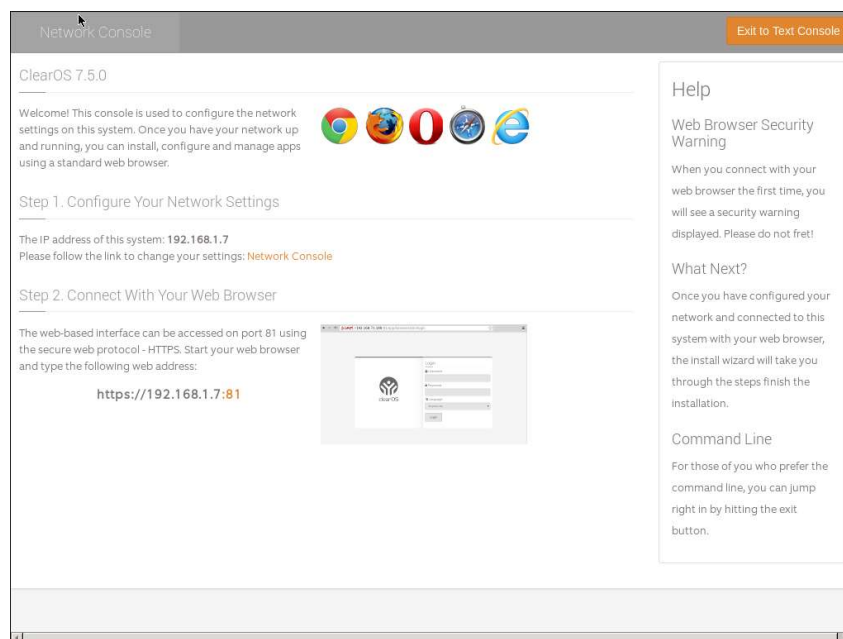 Network Console
Exit to Text Console
ClearOS 7.5.0
Welcome! This console is used to configure the network
settings on this system. Once you have your network up
and running, you can install, configure and manage apps
using a standard web browser.
Step 1. Configure Your Network Settings
The IP address of this system: 192.168.1.7
Please follow the link to change your settings: Network Console
Step 2. Connect With Your Web Browser
The web-based interface can be accessed on port 81 using
the secure web protocol - HTTPS. Start your web browser
and type the following web address:
https://192.168.1.7:81
clearOS
Help
Web Browser Security
Warning
When you connect with your
web browser the first time, you
will see a security warning
displayed. Please do not fret!
What Next?
Once you have configured your
network and connected to this
system with your web browser,
the install wizard will take you
through the steps finish the
installation.
Command Line
For those of you who prefer the
command line, you can jump
right in by hitting the exit
button.